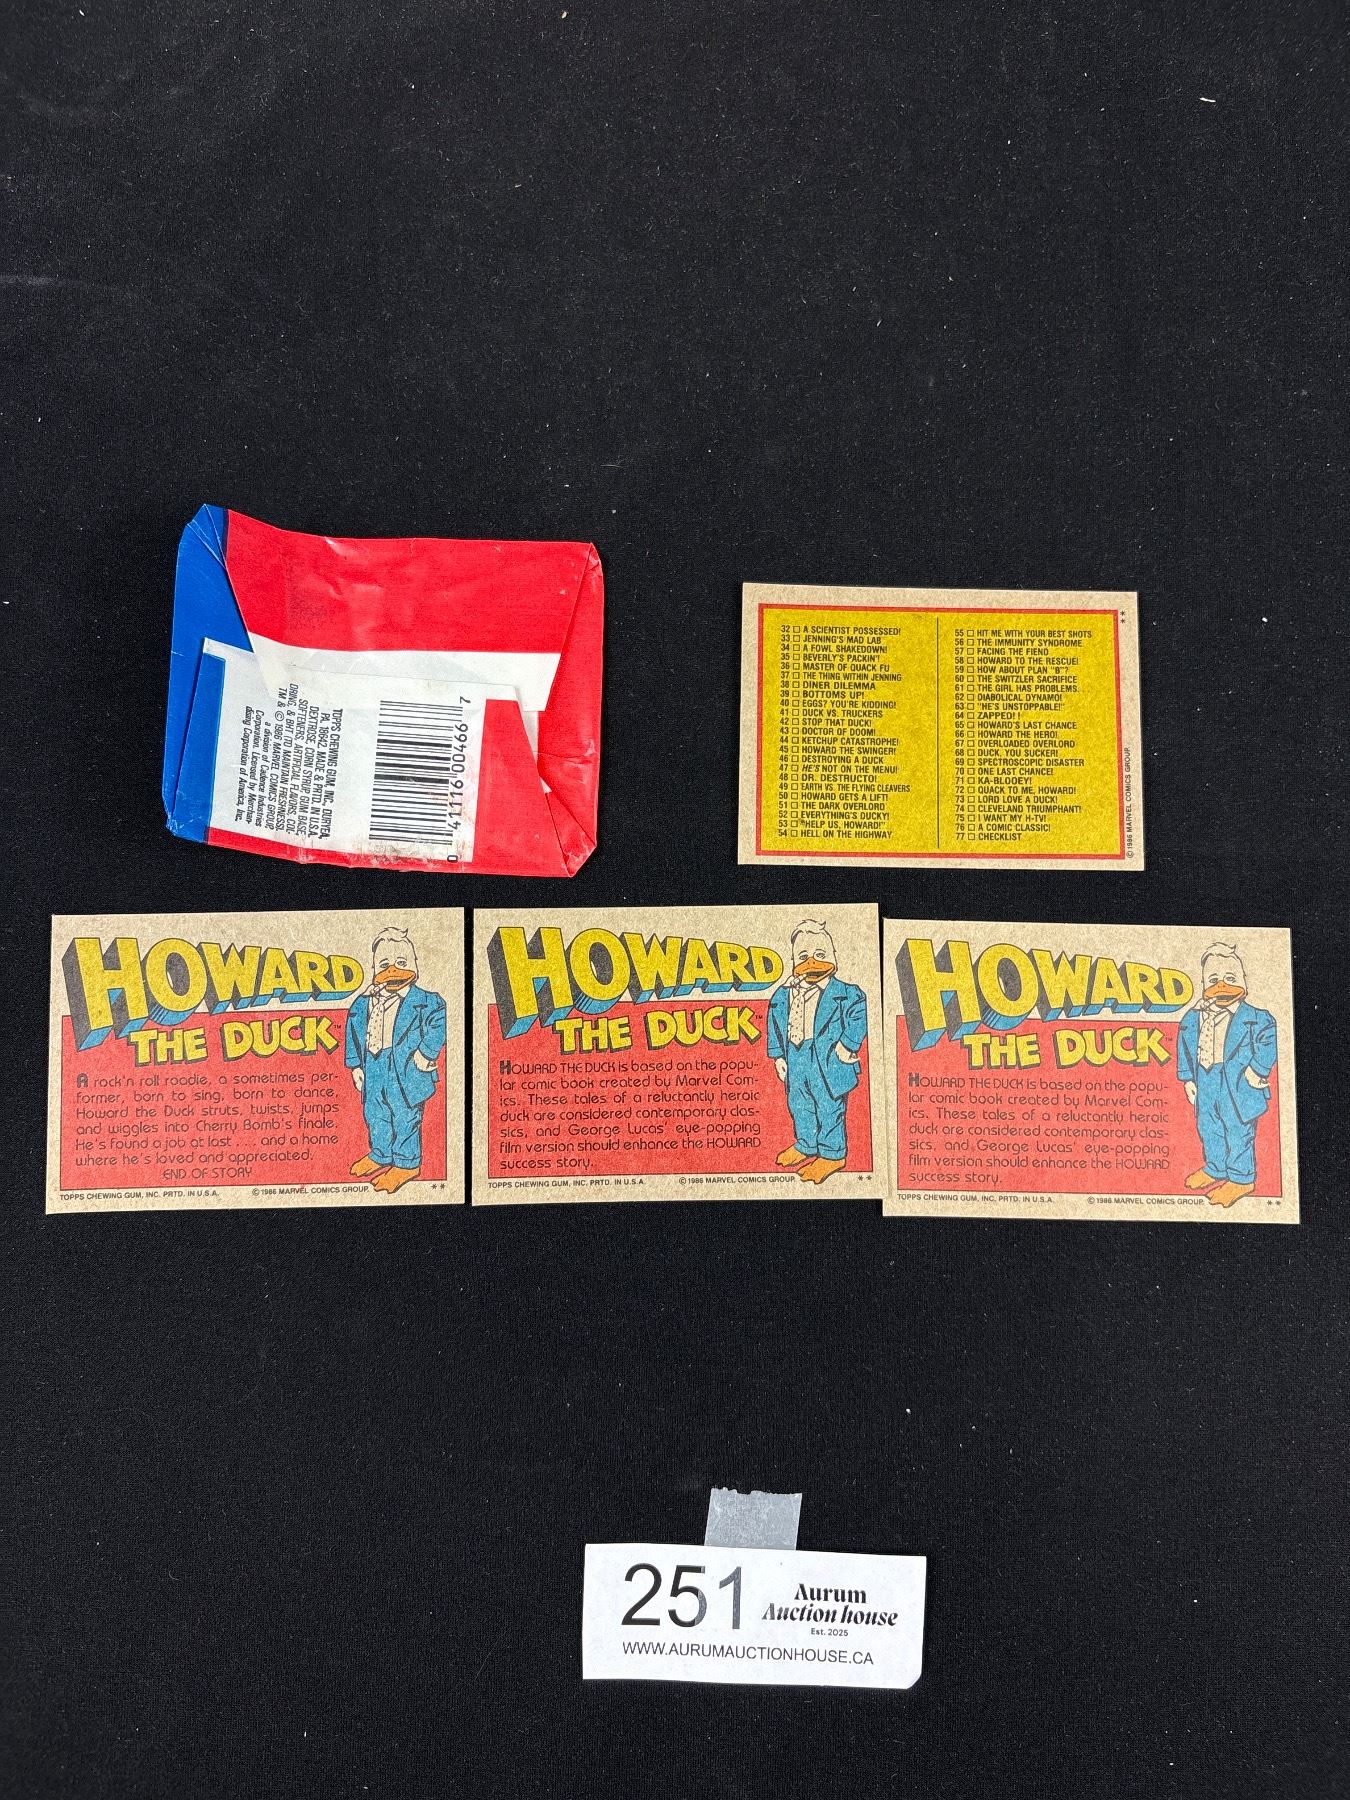 TOPPS CHEWING GUM, INC., DURYEA,
PA. 18642 MADE & PRTD. IN U.S.A.
DEXTROSE, CORN SYRUP, GUM BASE,
SOFTENERS, ARTIFICIAL FLAVORS, COL-
ORING, & BHT (TO MAINTAIN FRESHNESS).
TM & © 1986 MARVEL COMICS GROUP,
a division of Cadence Industries
Corporation. Licensed by Merchan-
dising Corporation of America, Inc.
0 41116 00466 7
32 □ A SCIENTIST POSSESSED!
33 □ JENNING'S MAD LAB
34 □ A FOWL SHAKEDOWN!
35 □ BEVERLY'S PACKIN'!
36 □ MASTER OF QUACK FU
37 □ THE THING WITHIN JENNING
38 □ DINER DILEMMA
39 □ BOTTOMS UP!
40 □ EGGS? YOU'RE KIDDING!
41 □ DUCK VS. TRUCKERS
42 □ STOP THAT DUCK!
43 □ DOCTOR OF DOOM!
44 □ KETCHUP CATASTROPHE!
45 □ HOWARD THE SWINGER!
46 □ DESTROYING A DUCK
47 □ HE'S NOT ON THE MENU!
48 □ DR. DESTRUCTO!
49 □ EARTH VS. THE FLYING CLEAVERS
50 □ HOWARD GETS A LIFT!
51 □ THE DARK OVERLORD
52 □ EVERYTHING'S DUCKY!
53 □ "HELP US, HOWARD!"
54 □ HELL ON THE HIGHWAY
55 □ HIT ME WITH YOUR BEST SHOTS
56 □ THE IMMUNITY SYNDROME
57 □ FACING THE FIEND
58 □ HOWARD TO THE RESCUE!
59 □ HOW ABOUT PLAN "B"?
60 □ THE SWITZLER SACRIFICE
61 □ THE GIRL HAS PROBLEMS...
62 □ DIABOLICAL DYNAMO!
63 □ "HE'S UNSTOPPABLE!"
64 □ ZAPPED!!
65 □ HOWARD'S LAST CHANCE
66 □ HOWARD THE HERO!
67 □ OVERLOADED OVERLORD
68 □ DUCK, YOU SUCKER!
69 □ SPECTROSCOPIC DISASTER
70 □ ONE LAST CHANCE!
71 □ KA-BLOOEY!
72 □ QUACK TO ME, HOWARD!
73 □ LORD LOVE A DUCK!
74 □ CLEVELAND TRIUMPHANT!
75 □ I WANT MY H-TV!
76 □ A COMIC CLASSIC!
77 □ CHECKLIST
**
© 1986 MARVEL COMICS GROUP.
HOWARD
THE DUCK™
A rock'n roll roadie, a sometimes per-
former, born to sing, born to dance,
Howard the Duck struts, twists, jumps
and wiggles into Cherry Bomb's finale.
He's found a job at last . . . and a home
where he's loved and appreciated.
END OF STORY
TOPPS CHEWING GUM, INC. PRTD. IN U.S.A. © 1986 MARVEL COMICS GROUP. **
HOWARD
THE DUCK™
HOWARD THE DUCK is based on the popu-
lar comic book created by Marvel Com-
ics. These tales of a reluctantly heroic
duck are considered contemporary clas-
sics, and George Lucas' eye-popping
film version should enhance the HOWARD
success story.
TOPPS CHEWING GUM, INC. PRTD. IN U.S.A. © 1986 MARVEL COMICS GROUP. **
HOWARD
THE DUCK™
HOWARD THE DUCK is based on the popu-
lar comic book created by Marvel Com-
ics. These tales of a reluctantly heroic
duck are considered contemporary clas-
sics, and George Lucas' eye-popping
film version should enhance the HOWARD
success story.
TOPPS CHEWING GUM, INC. PRTD. IN U.S.A. © 1986 MARVEL COMICS GROUP. **
251
Aurum
Auction house
Est. 2025
WWW.AURUMAUCTIONHOUSE.CA